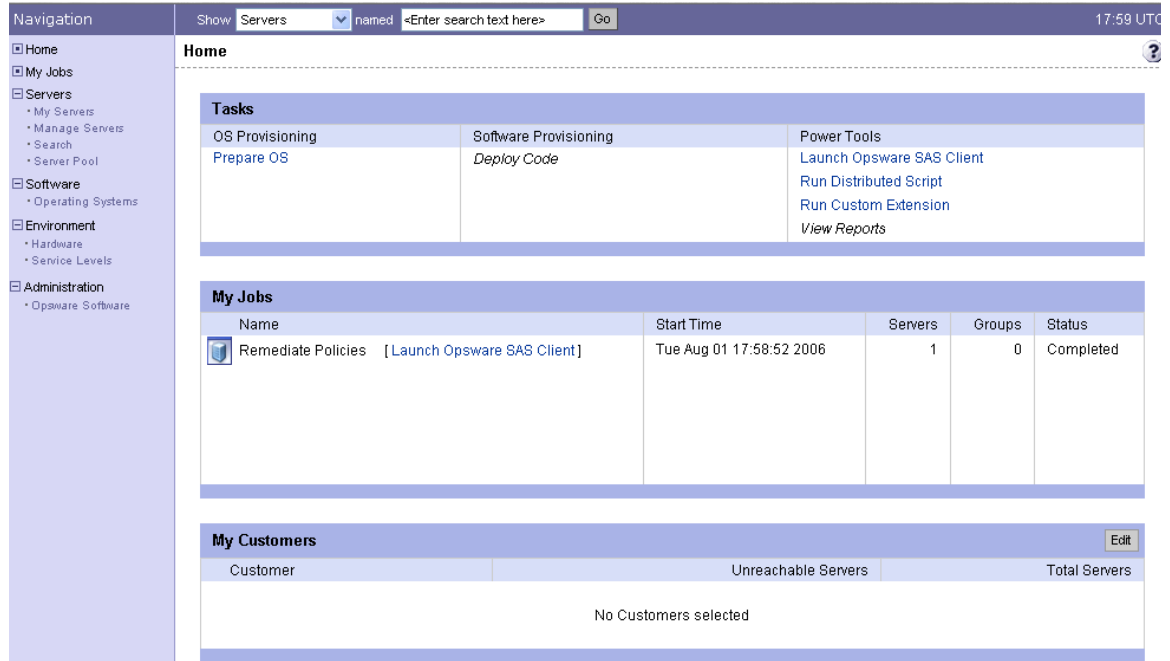 Navigation
Show Servers named <Enter search text here> Go 17:59 UTC
Home
My Jobs
Servers
• My Servers
• Manage Servers
• Search
• Server Pool
Software
• Operating Systems
Environment
• Hardware
• Service Levels
Administration
• Opsware Software
Home ?
Tasks
OS Provisioning Software Provisioning Power Tools
Prepare OS Deploy Code Launch Opsware SAS Client
Run Distributed Script
Run Custom Extension
View Reports
My Jobs
Name Start Time Servers Groups Status
Remediate Policies [Launch Opsware SAS Client] Tue Aug 01 17:58:52 2006 1 0 Completed
My Customers Edit
Customer Unreachable Servers Total Servers
No Customers selected